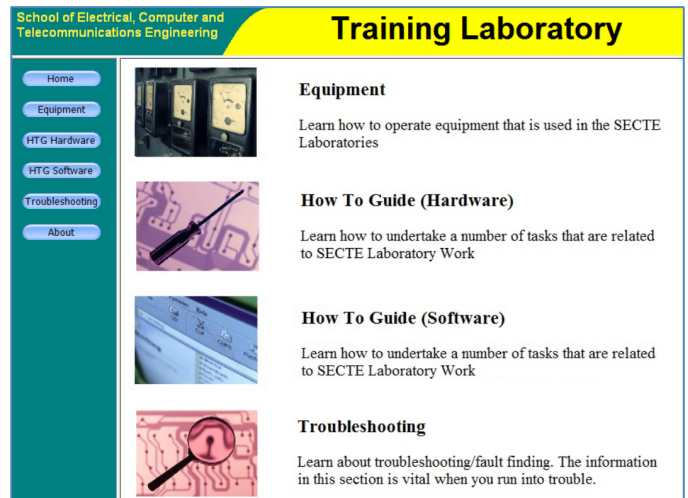 School of Electrical, Computer and
Telecommunications Engineering
Training Laboratory
Home
Equipment
HTG Hardware
HTG Software
Troubleshooting
About
Equipment
Learn how to operate equipment that is used in the SECTE
Laboratories
How To Guide (Hardware)
Learn how to undertake a number of tasks that are related
to SECTE Laboratory Work
How To Guide (Software)
Learn how to undertake a number of tasks that are related
to SECTE Laboratory Work
Troubleshooting
Learn about troubleshooting/fault finding. The information
in this section is vital when you run into trouble.